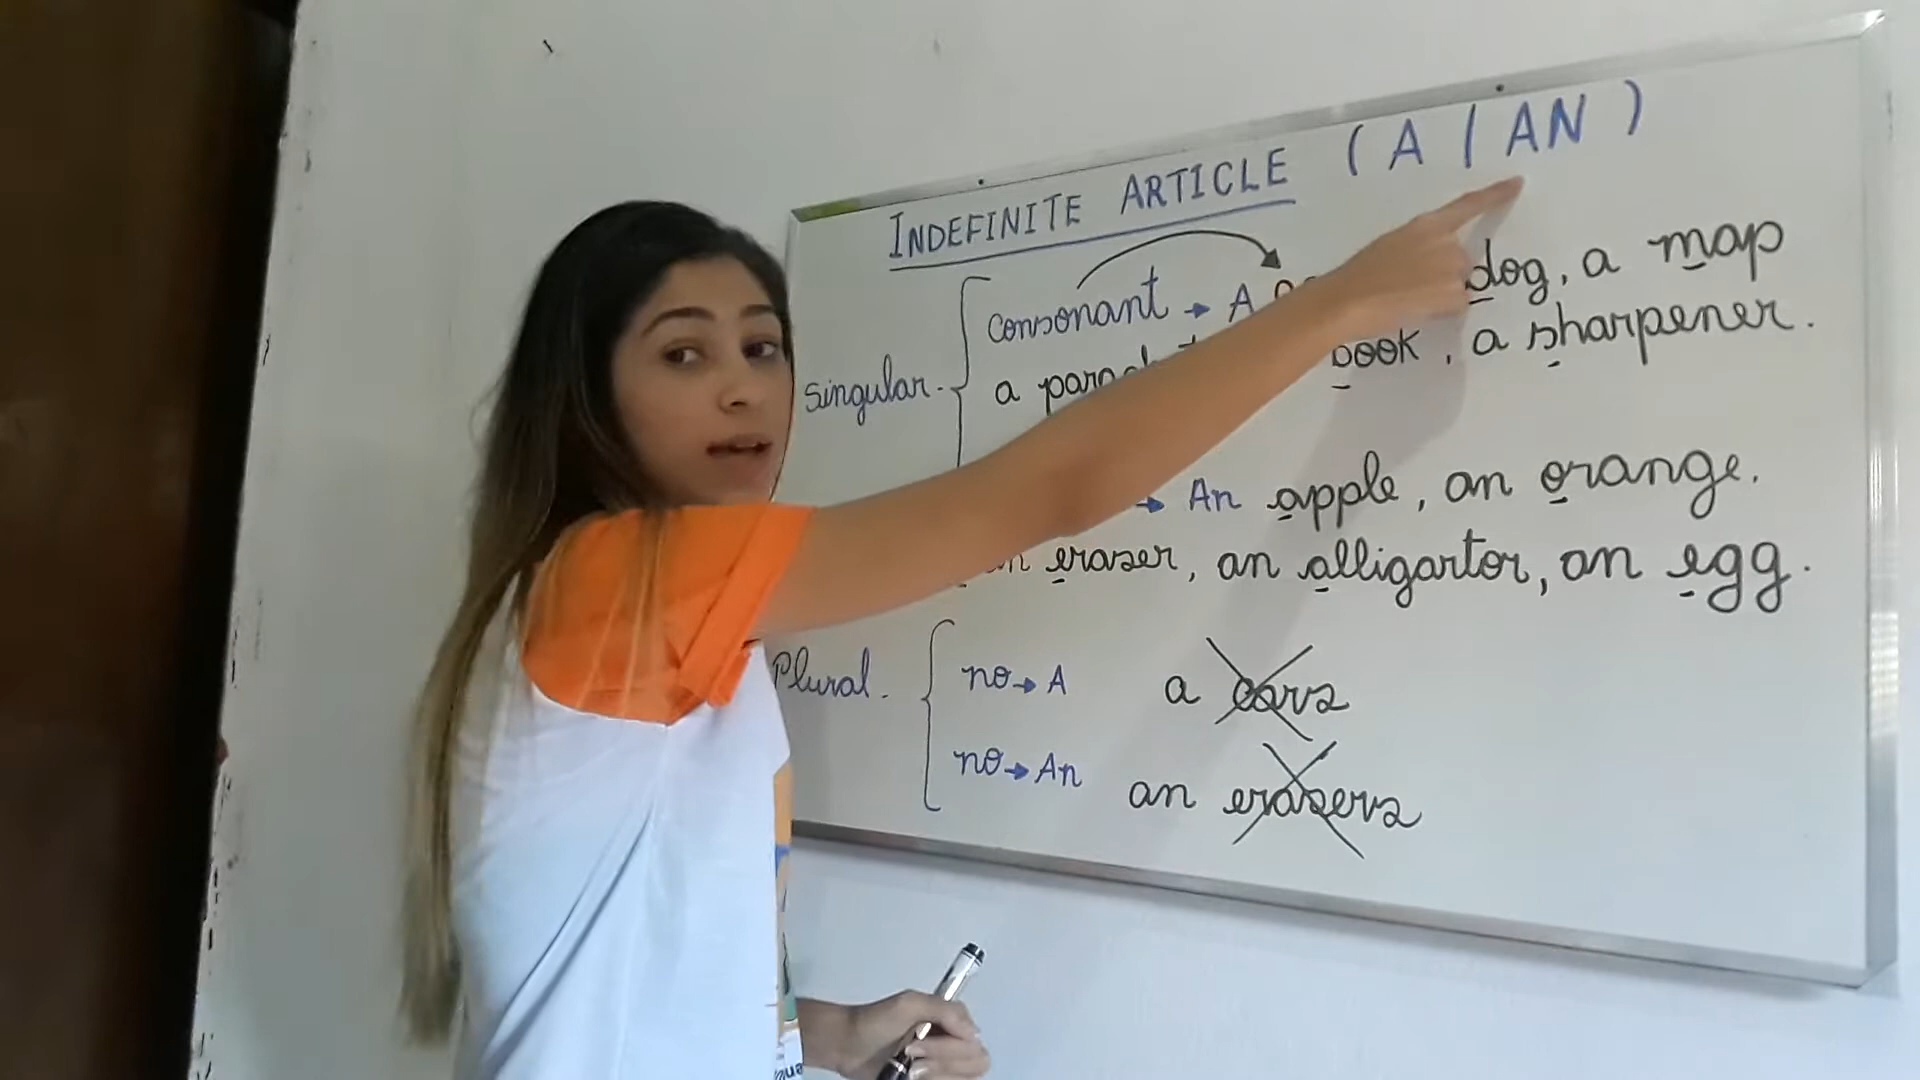 INDEFINITE ARTICLE ( A / AN )
Consonant → A dog, a map
Singular.
a book, a sharpener.
→ An apple, an orange.
eraser, an alligartor, an egg.
Plural.
no → A a cars
no → An an erasers